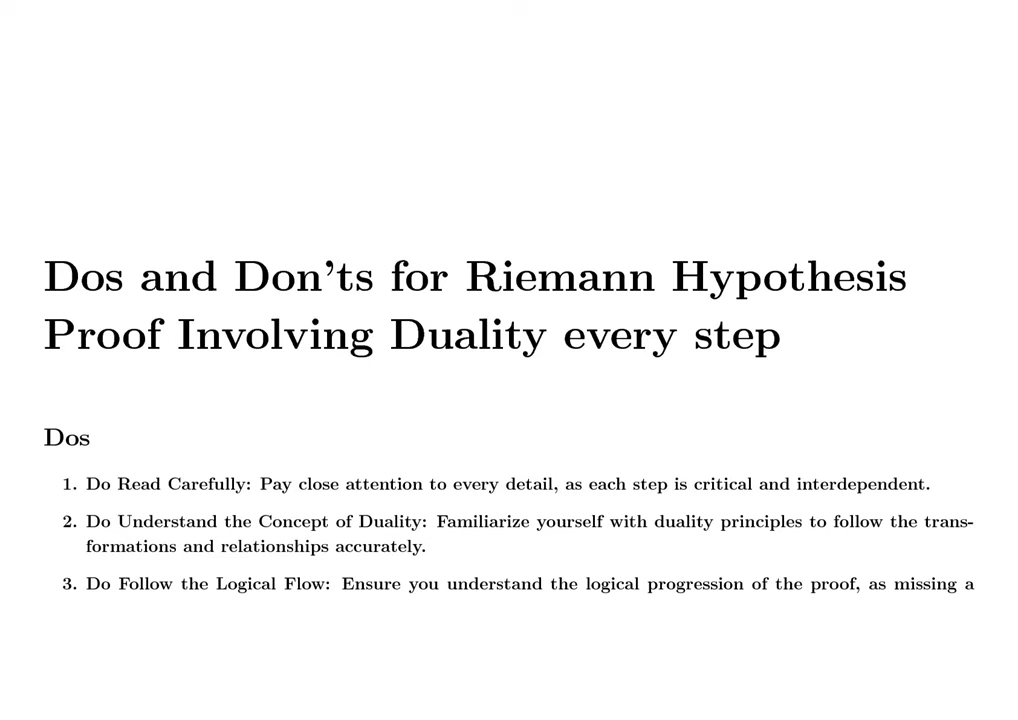 Dos and Don'ts for Riemann Hypothesis
Proof Involving Duality every step
Dos
1. Do Read Carefully: Pay close attention to every detail, as each step is critical and interdependent.
2. Do Understand the Concept of Duality: Familiarize yourself with duality principles to follow the trans-
formations and relationships accurately.
3. Do Follow the Logical Flow: Ensure you understand the logical progression of the proof, as missing a